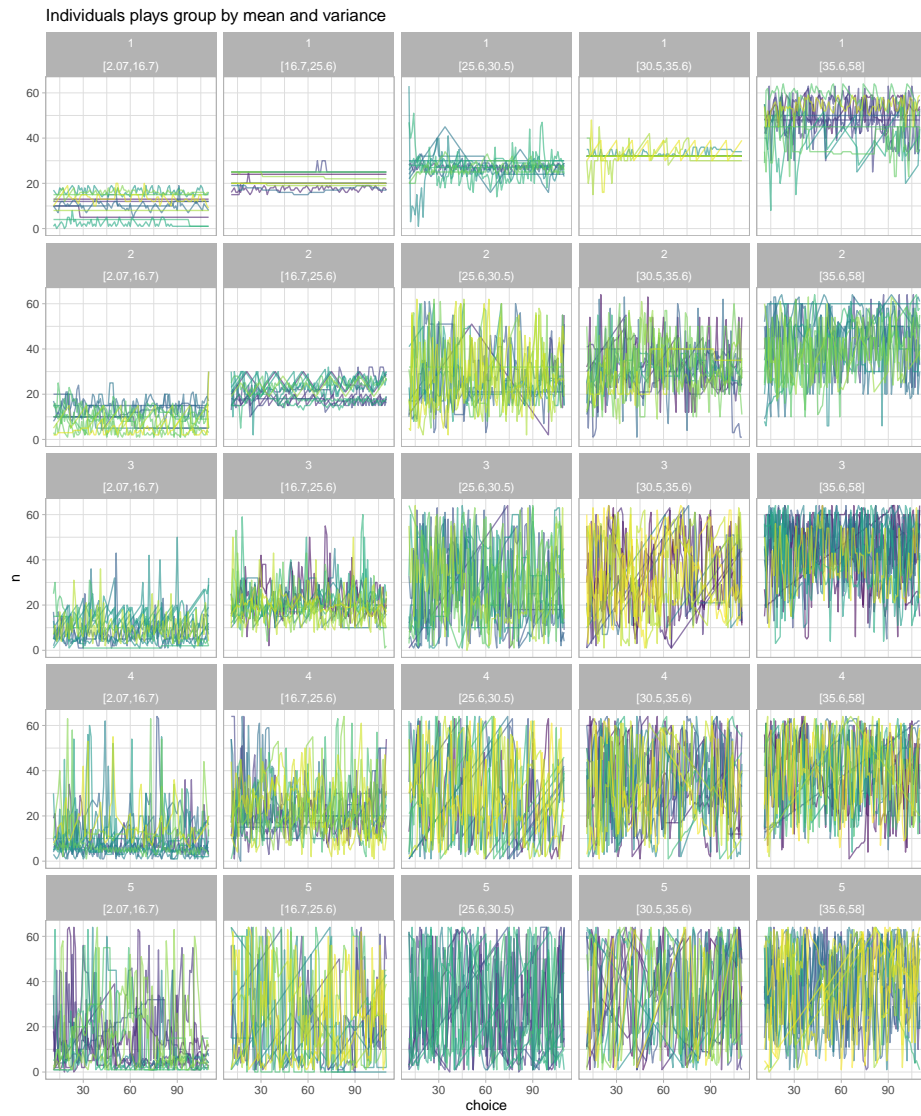 Individuals plays group by mean and variance
1 1 1 1 1
[2.07,16.7) [16.7,25.6) [25.6,30.5) [30.5,35.6) [35.6,58]
60
40
20
0
2 2 2 2 2
[2.07,16.7) [16.7,25.6) [25.6,30.5) [30.5,35.6) [35.6,58]
60
40
20
0
3 3 3 3 3
[2.07,16.7) [16.7,25.6) [25.6,30.5) [30.5,35.6) [35.6,58]
60
40
20
0
n
4 4 4 4 4
[2.07,16.7) [16.7,25.6) [25.6,30.5) [30.5,35.6) [35.6,58]
60
40
20
0
5 5 5 5 5
[2.07,16.7) [16.7,25.6) [25.6,30.5) [30.5,35.6) [35.6,58]
60
40
20
0
30 60 90 30 60 90 30 60 90 30 60 90 30 60 90
choice